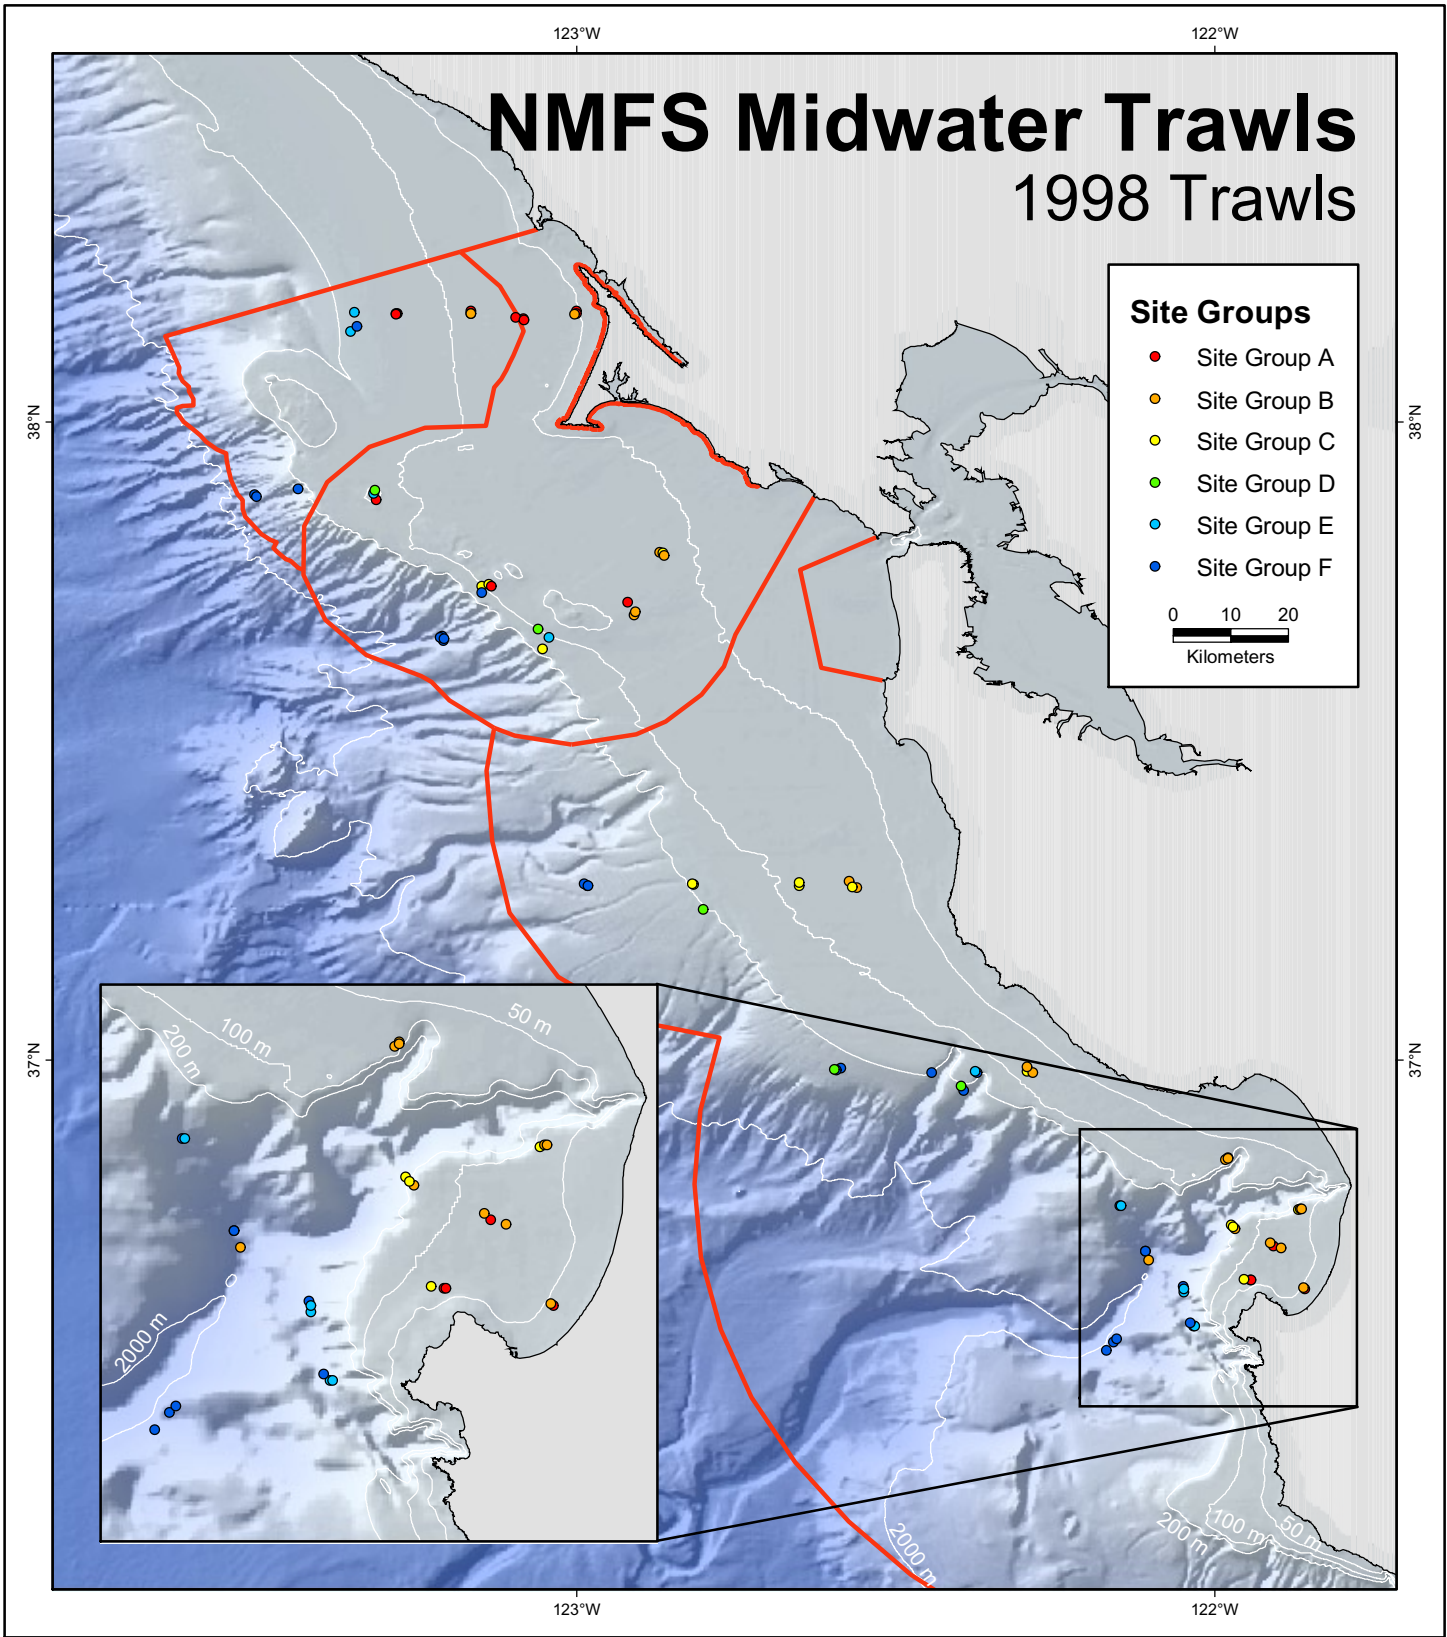 123°W
122°W
NMFS Midwater Trawls
1998 Trawls
Site Groups
Site Group A
Site Group B
Site Group C
Site Group D
Site Group E
Site Group F
0 10 20
Kilometers
38°N
38°N
37°N
37°N
50 m
100 m
200 m
2000 m
2000 m
200 m
100 m
50 m
123°W
122°W